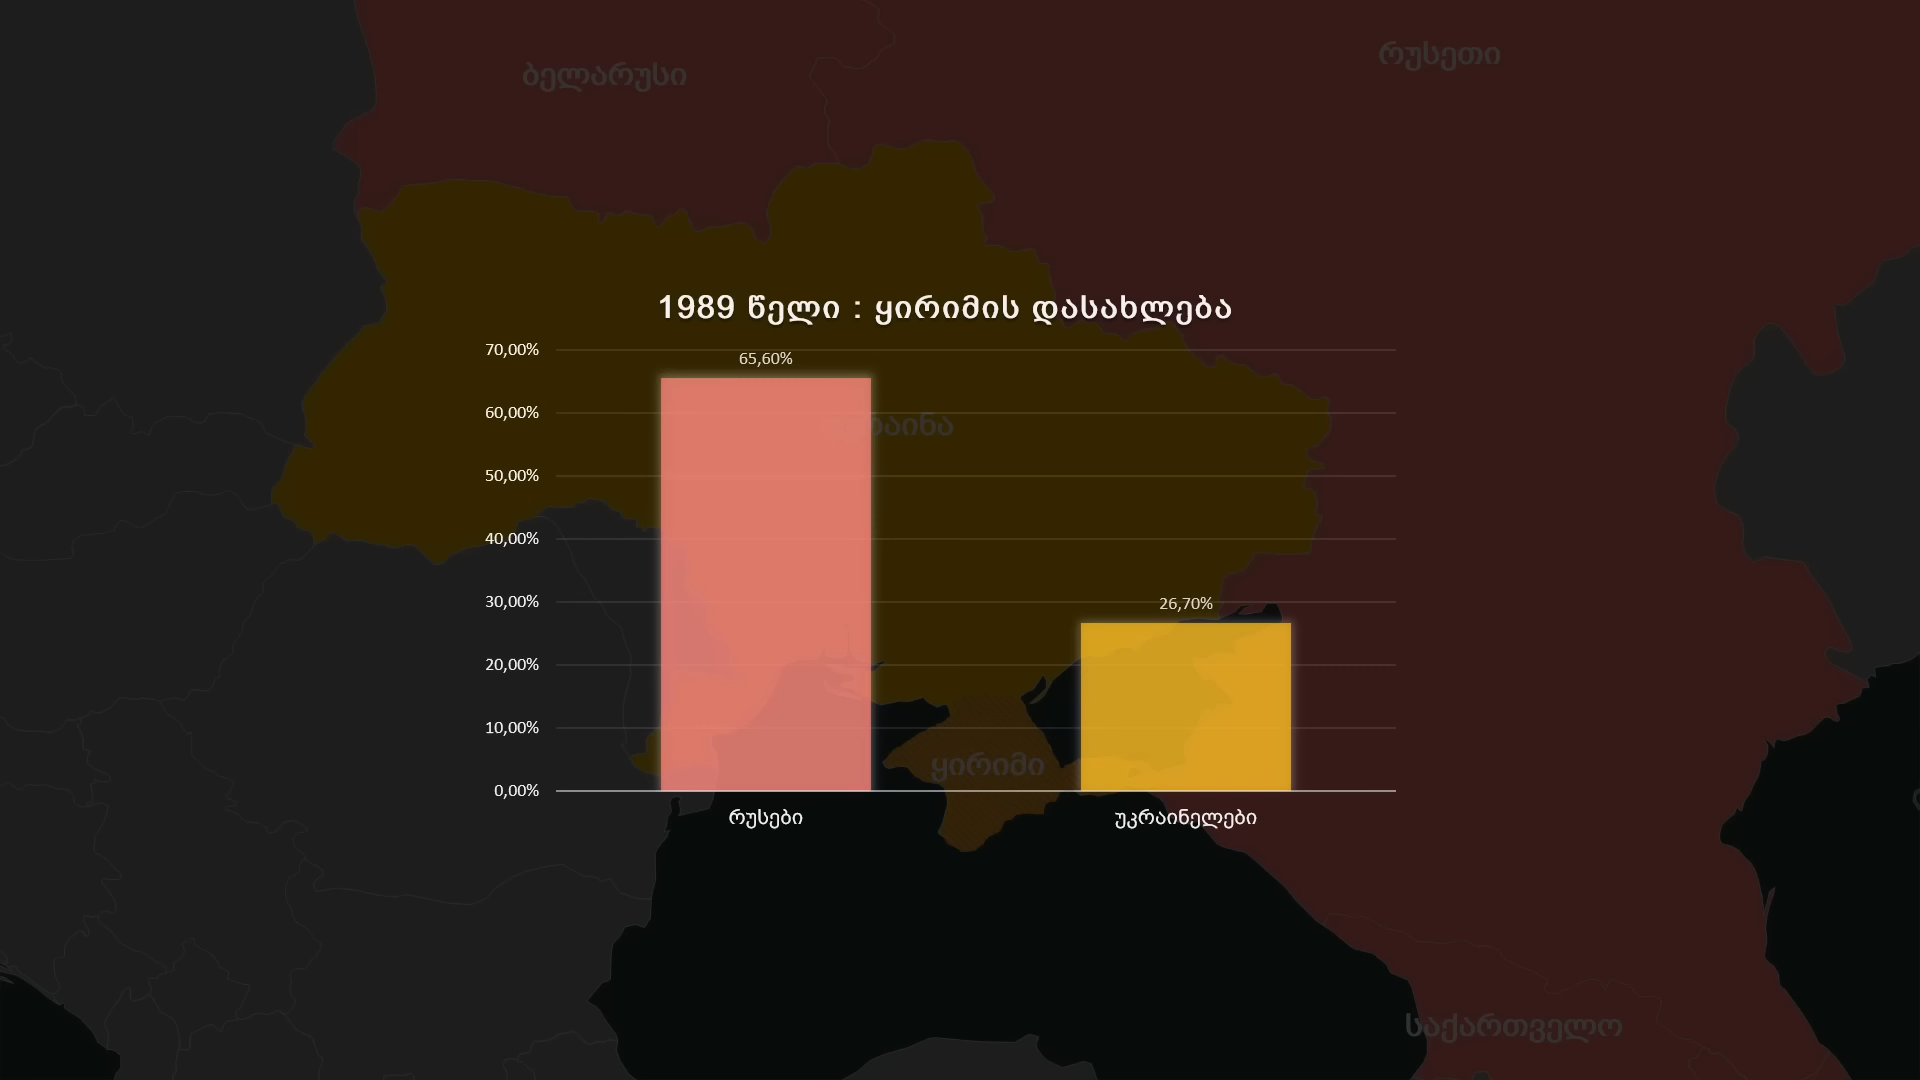 ბელარუსი
რუსეთი
1989 წელი : ყირიმის დასახლება
70,00%
65,60%
60,00%
50,00%
40,00%
30,00%
26,70%
20,00%
10,00%
ყირიმი
0,00%
რუსები
უკრაინელები
საქართველო